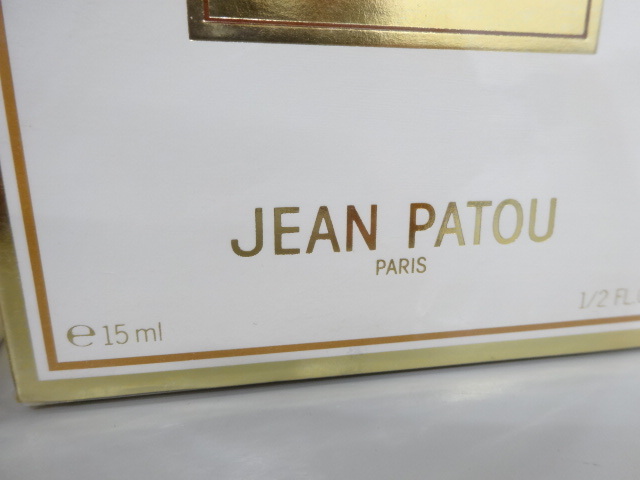 JEAN PATOU
PARIS
℮ 15 ml
1/2 FL.